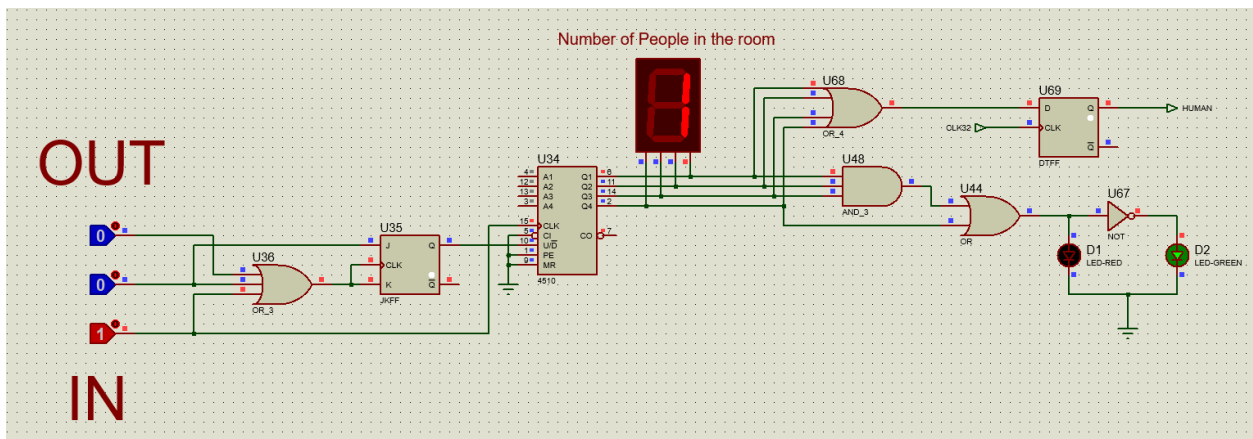 Number of People in the room
OUT
IN
0
0
1
U36
OR_3
U35
J
Q
CLK
K
Q
JKFF
U34
4
A1
12
A2
13
A3
3
A4
15
CLK
5
CI
10
U/D
1
PE
9
MR
Q1
6
Q2
11
Q3
14
Q4
2
CO
7
4510
1
U68
OR_4
U48
AND_3
U44
OR
U69
D
Q
CLK
Q
DTFF
CLK32
HUMAN
U67
NOT
D1
LED-RED
D2
LED-GREEN